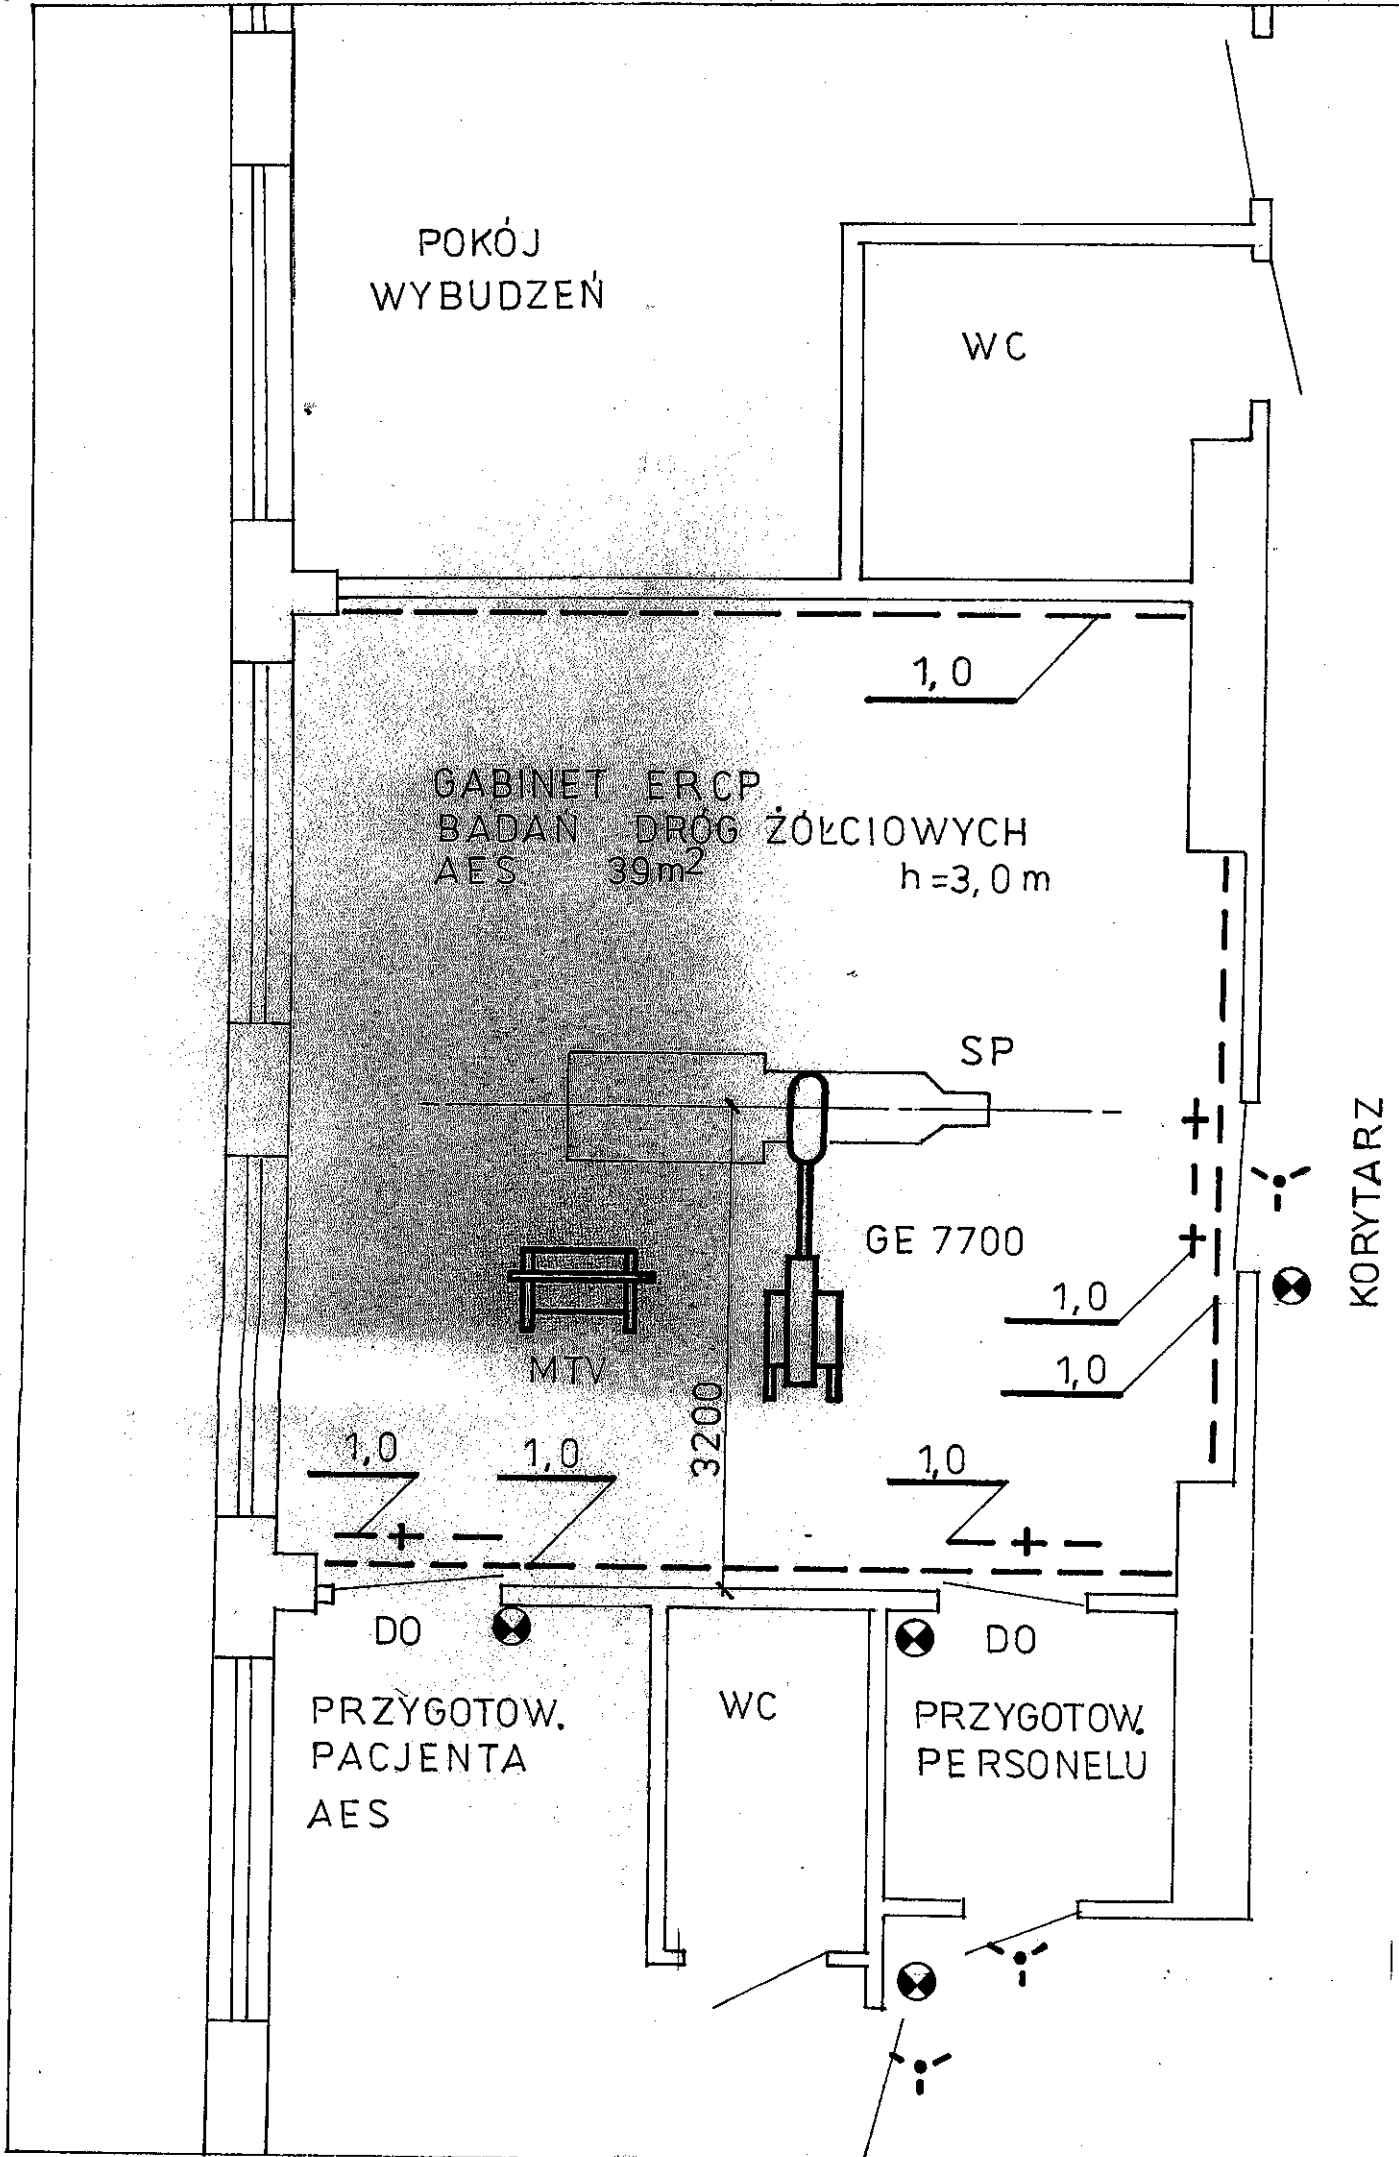 POKÓJ
WYBUDZEŃ
WC
1,0
GABINET ERCP
BADAŃ DRÓG ŻÓŁCIOWYCH
AES 39m² h=3,0 m
SP
KORYTARZ
GE 7700
1,0
MTV
1,0
3200
1,0
1,0
1,0
DO
DO
PRZYGOTOW.
PACJENTA
AES
WC
PRZYGOTOW.
PERSONELU